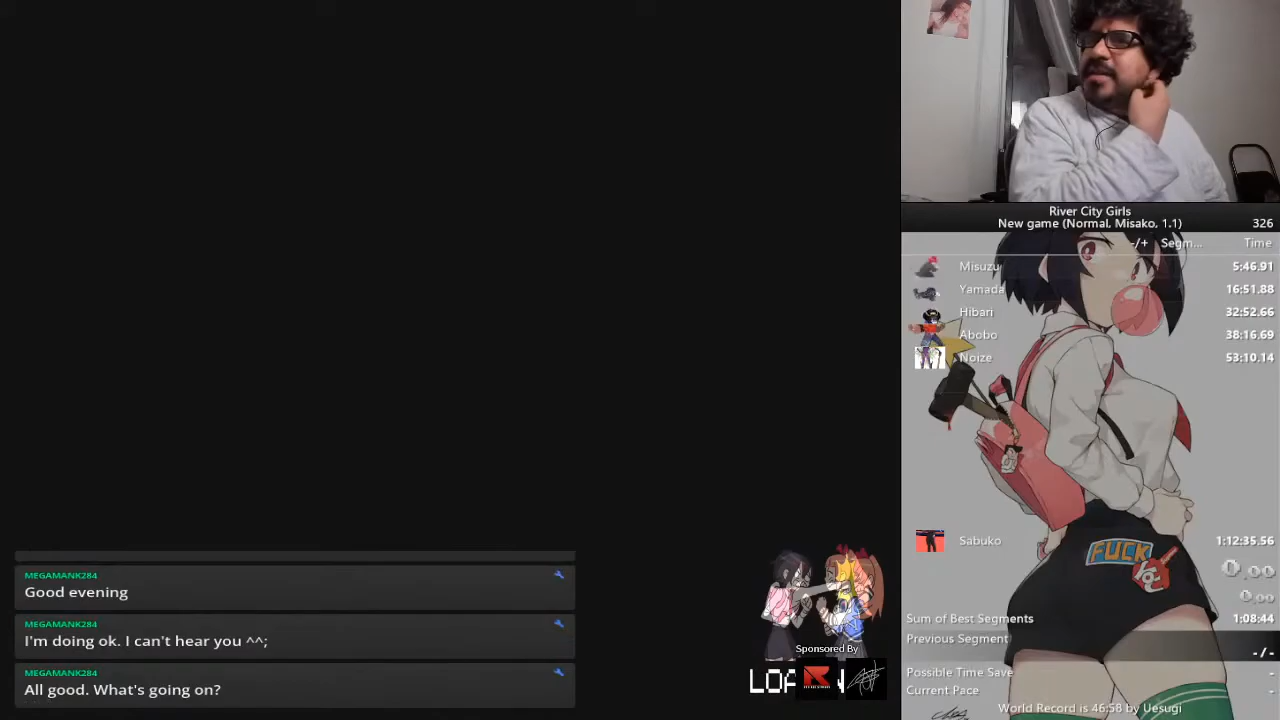 River City Girls
New game (Normal, Misako, 1.1) 326
-/+ Segm... Time
Misuzu 5:46.91
Yamada 16:51.88
Hibari 32:52.66
Abobo 38:16.69
Noize 53:10.14
FUCK
Sabuko 1:12:35.56
Sum of Best Segments 1:08:44
Previous Segment -/-
Possible Time Save -
Current Pace -
World Record is 46:58 by Uesugi
MEGAMANK284
Good evening
MEGAMANK284
I'm doing ok. I can't hear you ^^;
MEGAMANK284
All good. What's going on?
Sponsored By